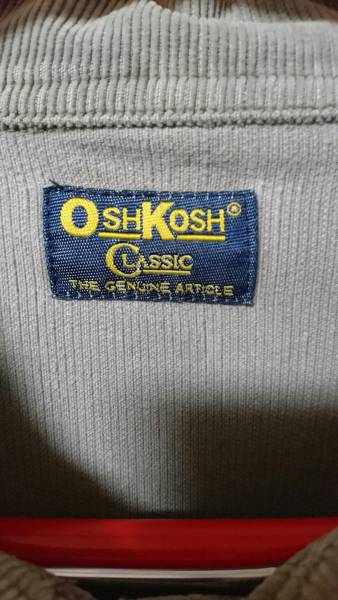 OSHKOSH®
CLASSIC
THE GENUINE ARTICLE